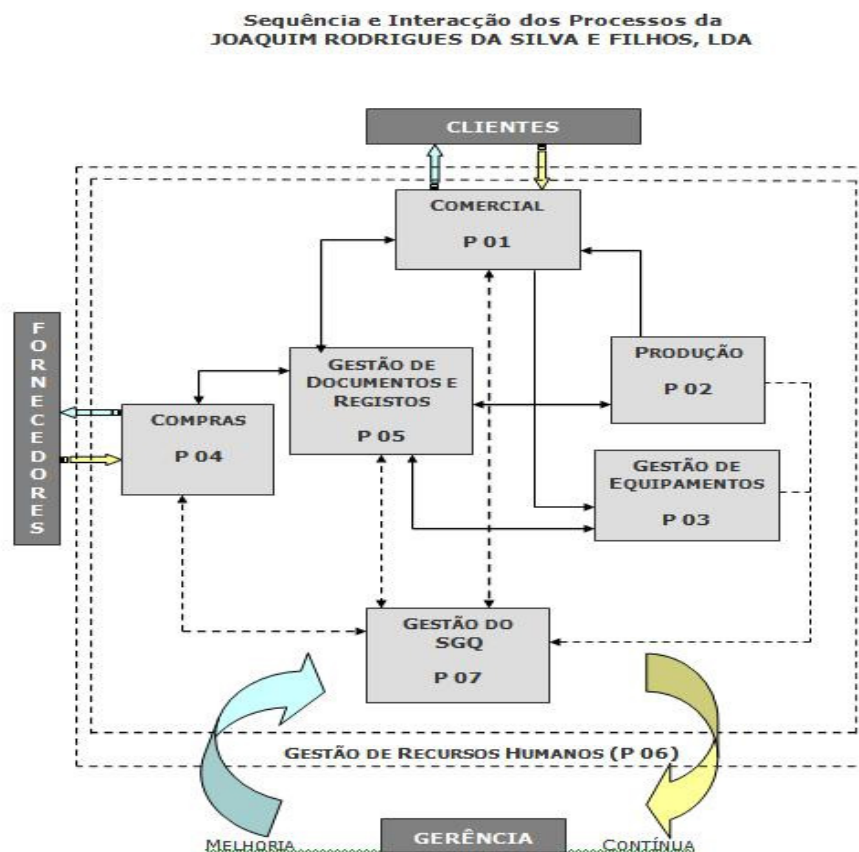 Sequência e Interacção dos Processos da
JOAQUIM RODRIGUES DA SILVA E FILHOS, LDA
CLIENTES
COMERCIAL
P 01
FORNECEDORES
GESTÃO DE
DOCUMENTOS E
REGISTOS
P 05
PRODUÇÃO
P 02
COMPRAS
P 04
GESTÃO DE
EQUIPAMENTOS
P 03
GESTÃO DO
SGQ
P 07
GESTÃO DE RECURSOS HUMANOS (P 06)
MELHORIA
GERÊNCIA
CONTÍNUA